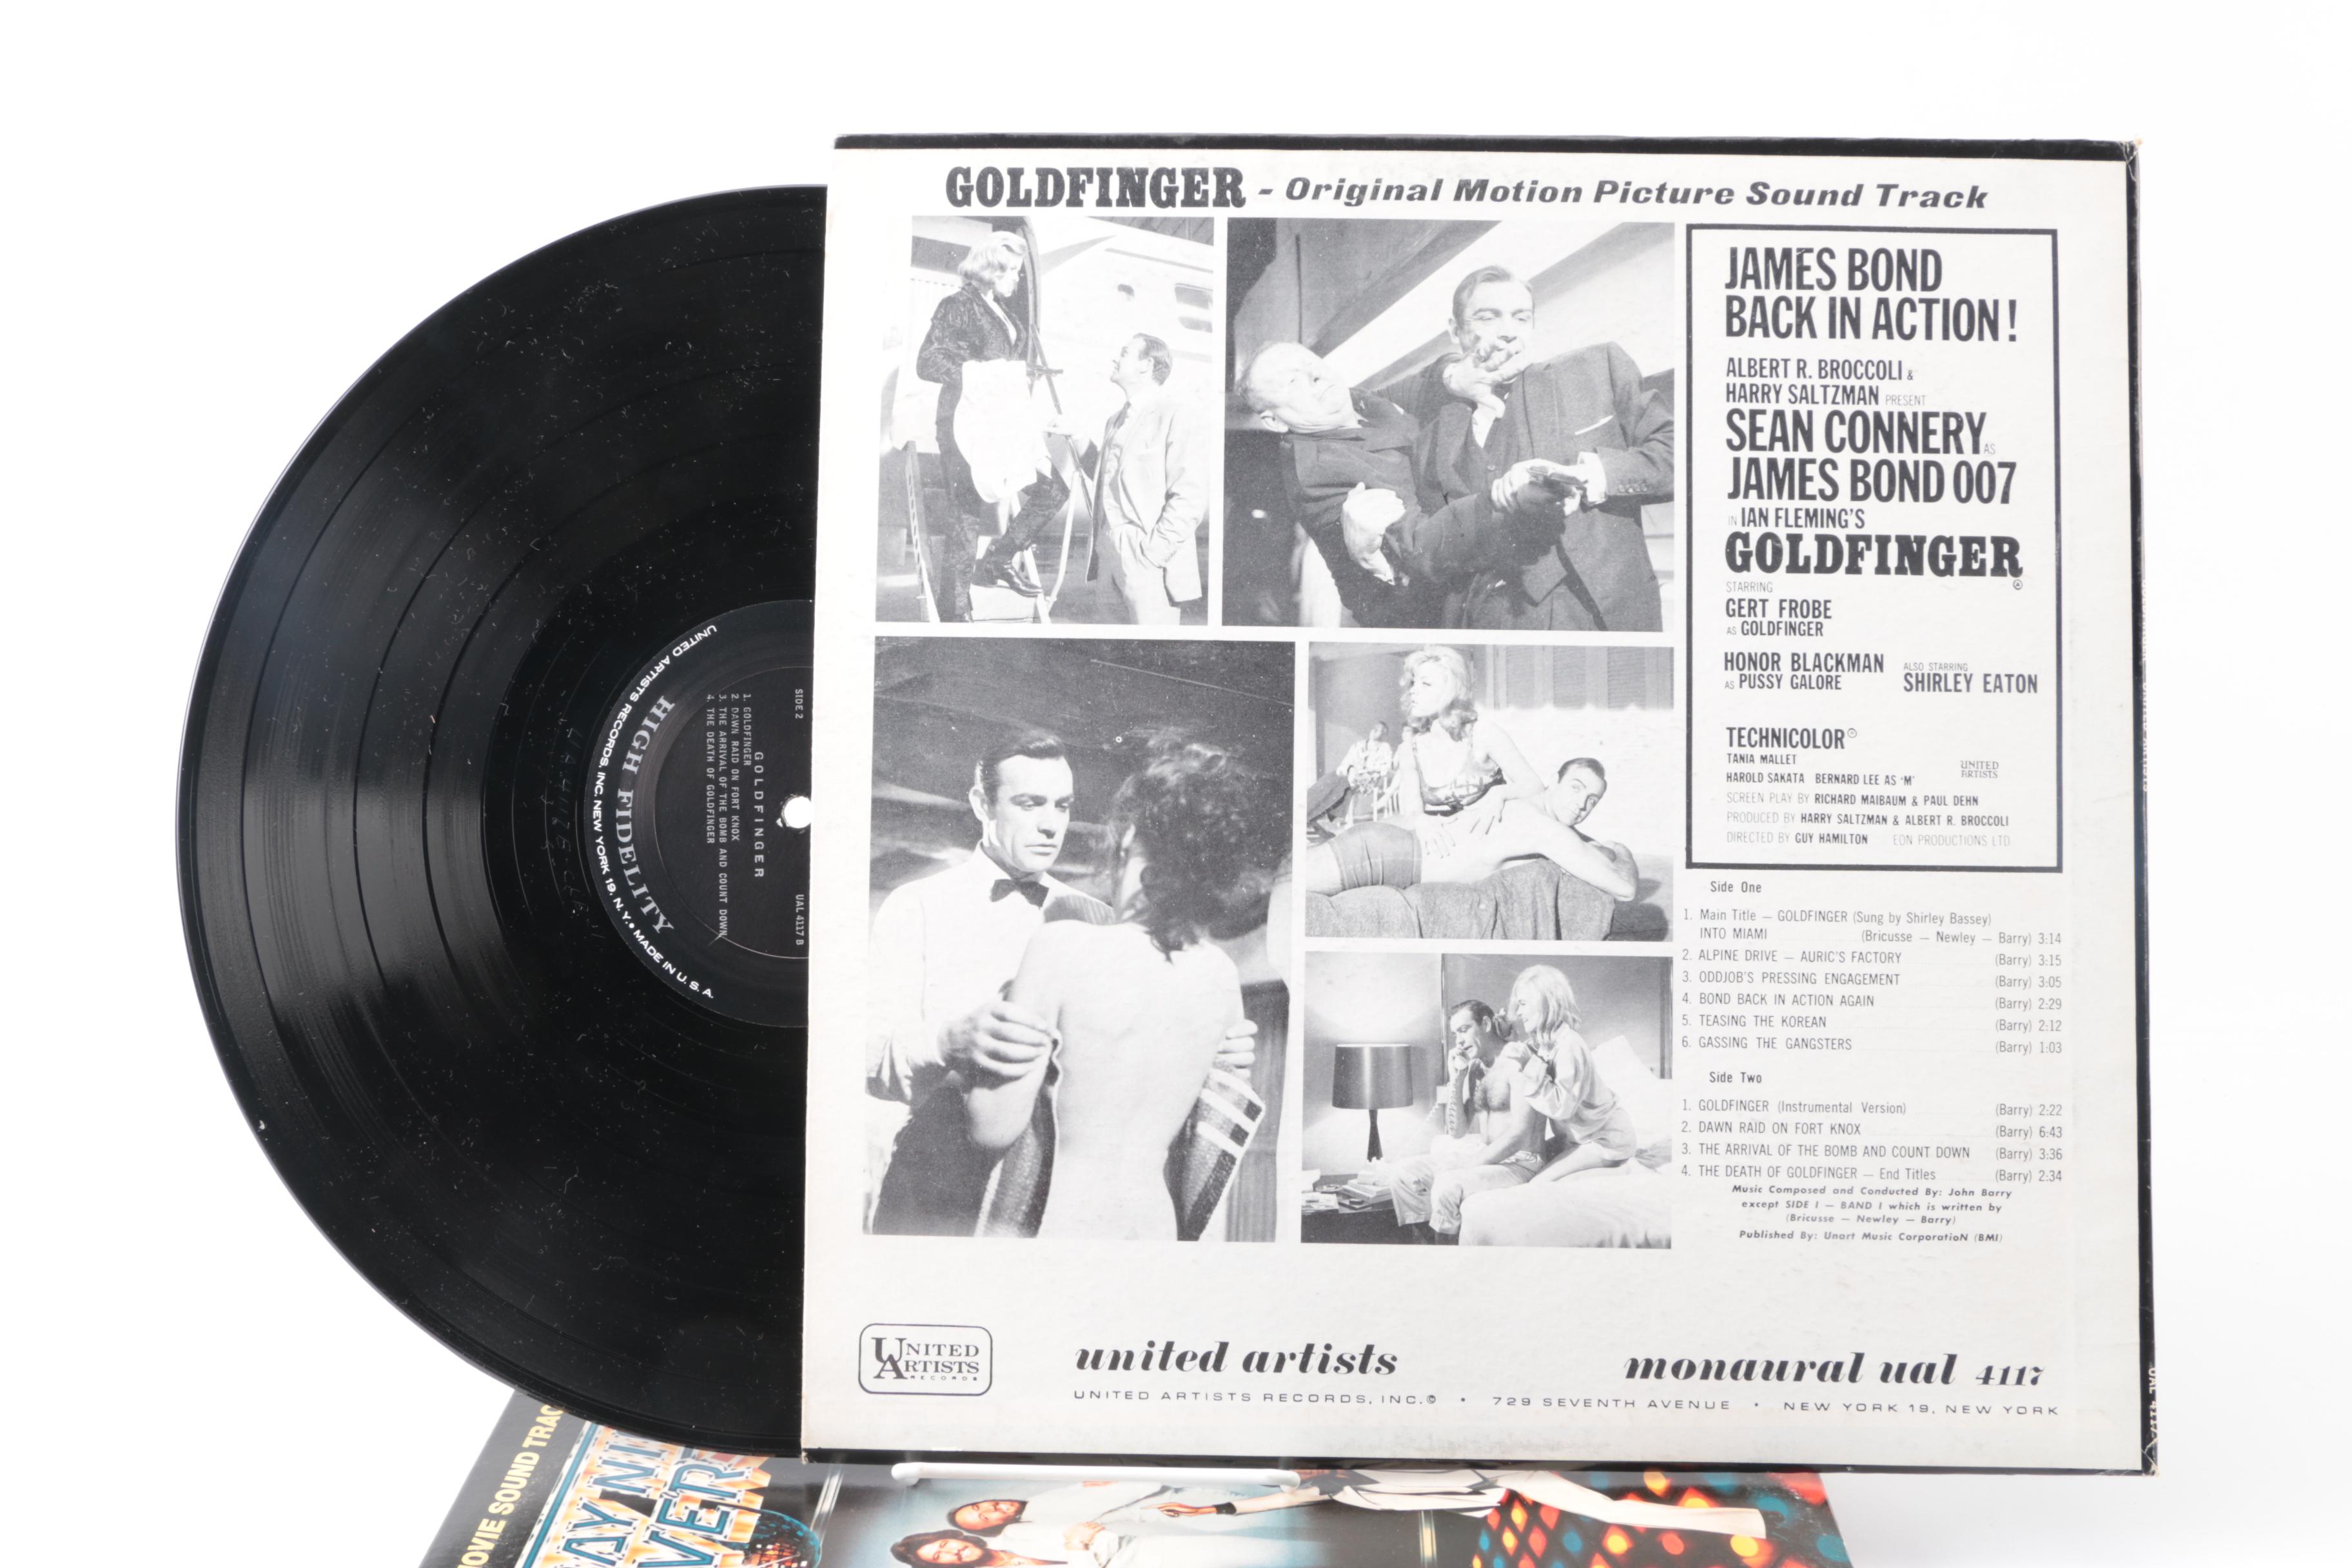 GOLDFINGER - Original Motion Picture Sound Track
JAMES BOND
BACK IN ACTION!
ALBERT R. BROCCOLI &
HARRY SALTZMAN PRESENT
SEAN CONNERY AS
JAMES BOND 007
IN IAN FLEMING'S
GOLDFINGER
STARRING
GERT FROBE
AS GOLDFINGER
HONOR BLACKMAN
AS PUSSY GALORE
ALSO STARRING
SHIRLEY EATON
TECHNICOLOR®
TANIA MALLET
HAROLD SAKATA BERNARD LEE AS 'M'
UNITED
ARTISTS
SCREEN PLAY BY RICHARD MAIBAUM & PAUL DEHN
PRODUCED BY HARRY SALTZMAN & ALBERT R. BROCCOLI
DIRECTED BY GUY HAMILTON EON PRODUCTIONS LTD.
Side One
1. Main Title — GOLDFINGER (Sung by Shirley Bassey)
INTO MIAMI (Bricusse — Newley — Barry) 3:14
2. ALPINE DRIVE — AURIC'S FACTORY (Barry) 3:15
3. ODDJOB'S PRESSING ENGAGEMENT (Barry) 3:05
4. BOND BACK IN ACTION AGAIN (Barry) 2:29
5. TEASING THE KOREAN (Barry) 2:12
6. GASSING THE GANGSTERS (Barry) 1:03
Side Two
1. GOLDFINGER (Instrumental Version) (Barry) 2:22
2. DAWN RAID ON FORT KNOX (Barry) 6:43
3. THE ARRIVAL OF THE BOMB AND COUNT DOWN (Barry) 3:36
4. THE DEATH OF GOLDFINGER — End Titles (Barry) 2:34
Music Composed and Conducted By: John Barry
except SIDE I — BAND I which is written by
(Bricusse — Newley — Barry)
Published By: Unart Music CorporatioN (BMI)
UNITED
ARTISTS
RECORDS
united artists
monaural ual 4117
UNITED ARTISTS RECORDS, INC.© • 729 SEVENTH AVENUE • NEW YORK 19, NEW YORK
UAL 4117
SIDE 2
UAL 4117 B
GOLDFINGER
1. GOLDFINGER
2. DAWN RAID ON FORT KNOX
3. THE ARRIVAL OF THE BOMB AND COUNT DOWN
4. THE DEATH OF GOLDFINGER
HIGH FIDELITY
UNITED ARTISTS RECORDS, INC. NEW YORK 19, N.Y. • MADE IN U.S.A.
OVIE SOUND TRAC
AY NI
VER